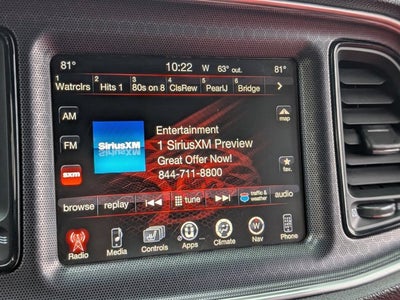 81° 10:22 W 63° out. 81°
1 2 3 4 5 6
Watrclrs Hits 1 80s on 8 ClsRew PearlJ Bridge
AM
FM
sxm
SiriusXM
Entertainment
1 SiriusXM Preview
Great Offer Now!
844-711-8800
map
fav.
browse replay tune traffic & weather audio
Radio Media Controls Apps Climate W Nav Phone